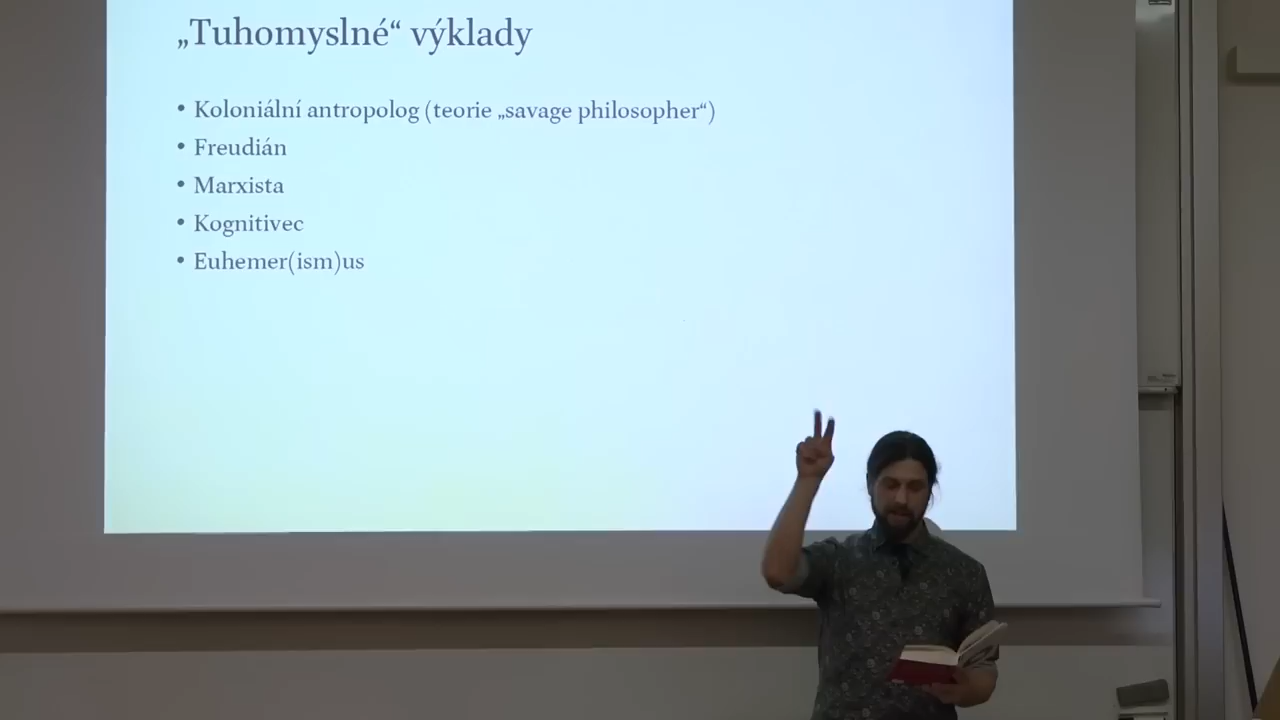 „Tuhomyslné“ výklady
• Koloniální antropolog (teorie „savage philosopher“)
• Freudián
• Marxista
• Kognitivec
• Euhemer(ism)us